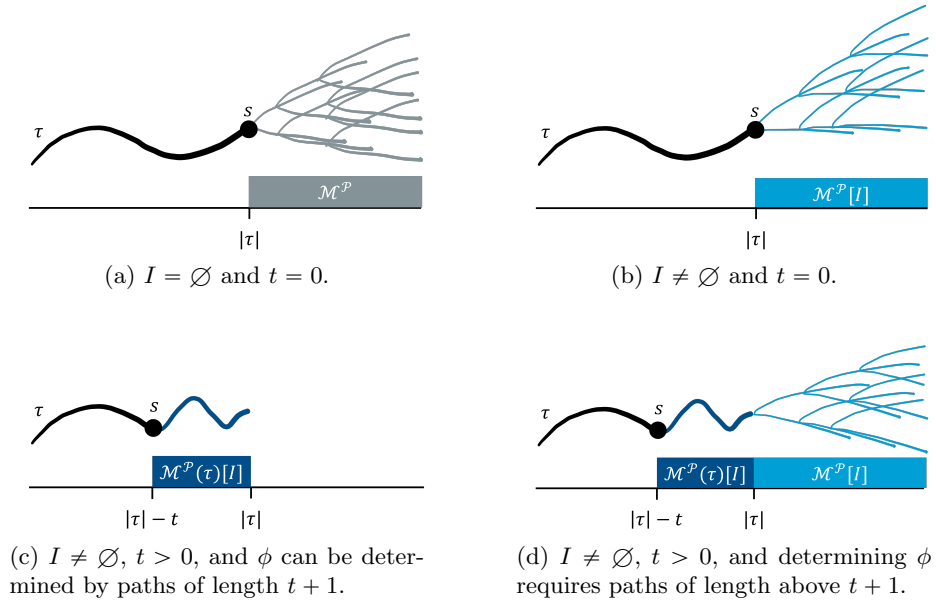 τ
s
𝓜^𝒫
|τ|
(a) I = ∅ and t = 0.
τ
s
𝓜^𝒫[I]
|τ|
(b) I ≠ ∅ and t = 0.
τ
s
𝓜^𝒫(τ)[I]
|τ| − t
|τ|
(c) I ≠ ∅, t > 0, and ϕ can be deter-
mined by paths of length t + 1.
τ
s
𝓜^𝒫(τ)[I]
𝓜^𝒫[I]
|τ| − t
|τ|
(d) I ≠ ∅, t > 0, and determining ϕ
requires paths of length above t + 1.